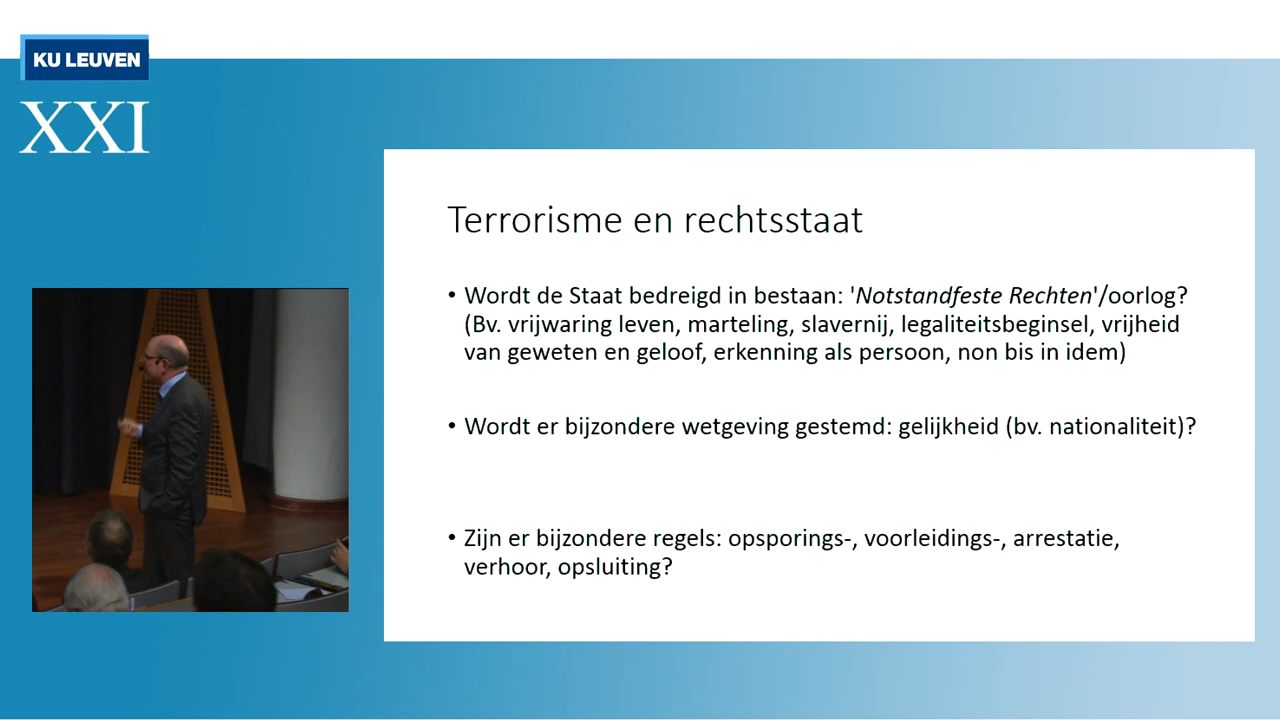 KU LEUVEN
XXI
Terrorisme en rechtsstaat
• Wordt de Staat bedreigd in bestaan: 'Notstandfeste Rechten'/oorlog?
(Bv. vrijwaring leven, marteling, slavernij, legaliteitsbeginsel, vrijheid
van geweten en geloof, erkenning als persoon, non bis in idem)
• Wordt er bijzondere wetgeving gestemd: gelijkheid (bv. nationaliteit)?
• Zijn er bijzondere regels: opsporings-, voorleidings-, arrestatie,
verhoor, opsluiting?